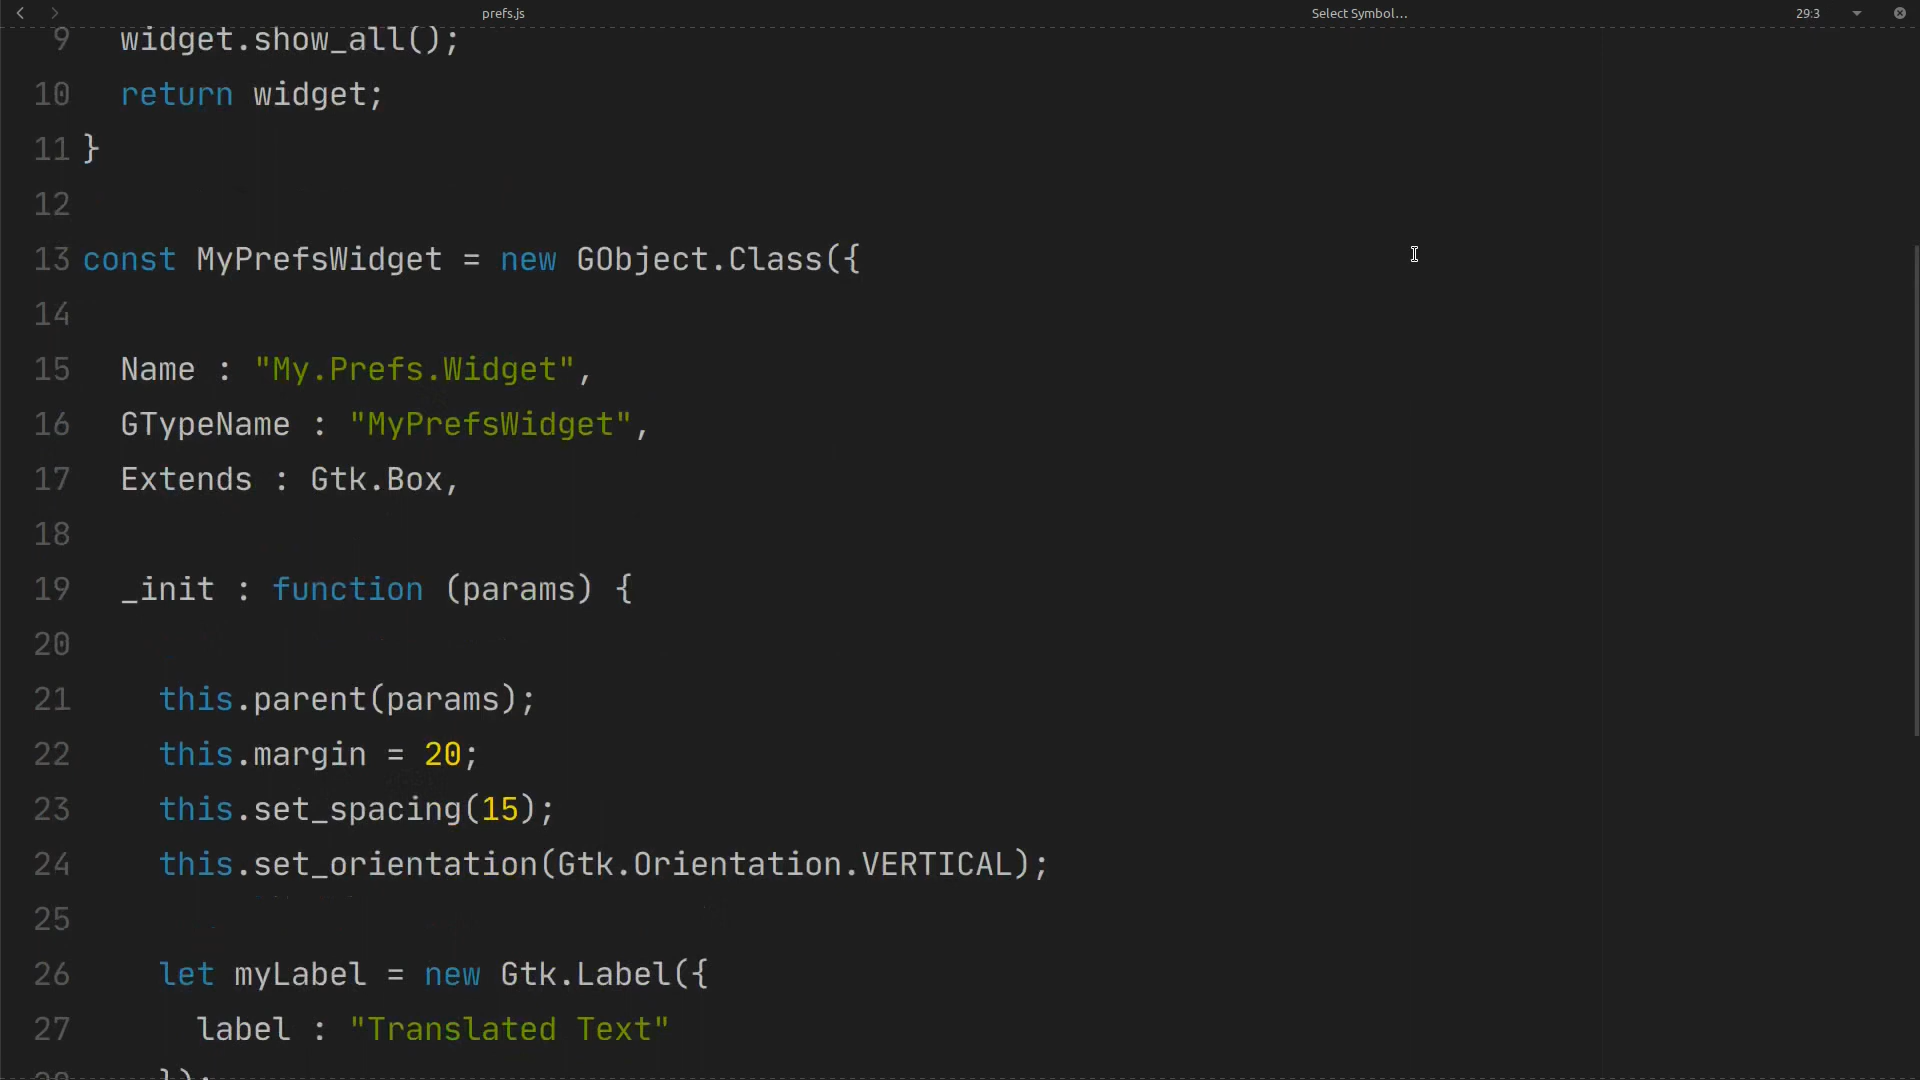 prefs.js Select Symbol... 29:3
9 widget.show_all();
10 return widget;
11 }
12
13 const MyPrefsWidget = new GObject.Class({
14
15 Name : "My.Prefs.Widget",
16 GTypeName : "MyPrefsWidget",
17 Extends : Gtk.Box,
18
19 _init : function (params) {
20
21 this.parent(params);
22 this.margin = 20;
23 this.set_spacing(15);
24 this.set_orientation(Gtk.Orientation.VERTICAL);
25
26 let myLabel = new Gtk.Label({
27 label : "Translated Text"
28 });